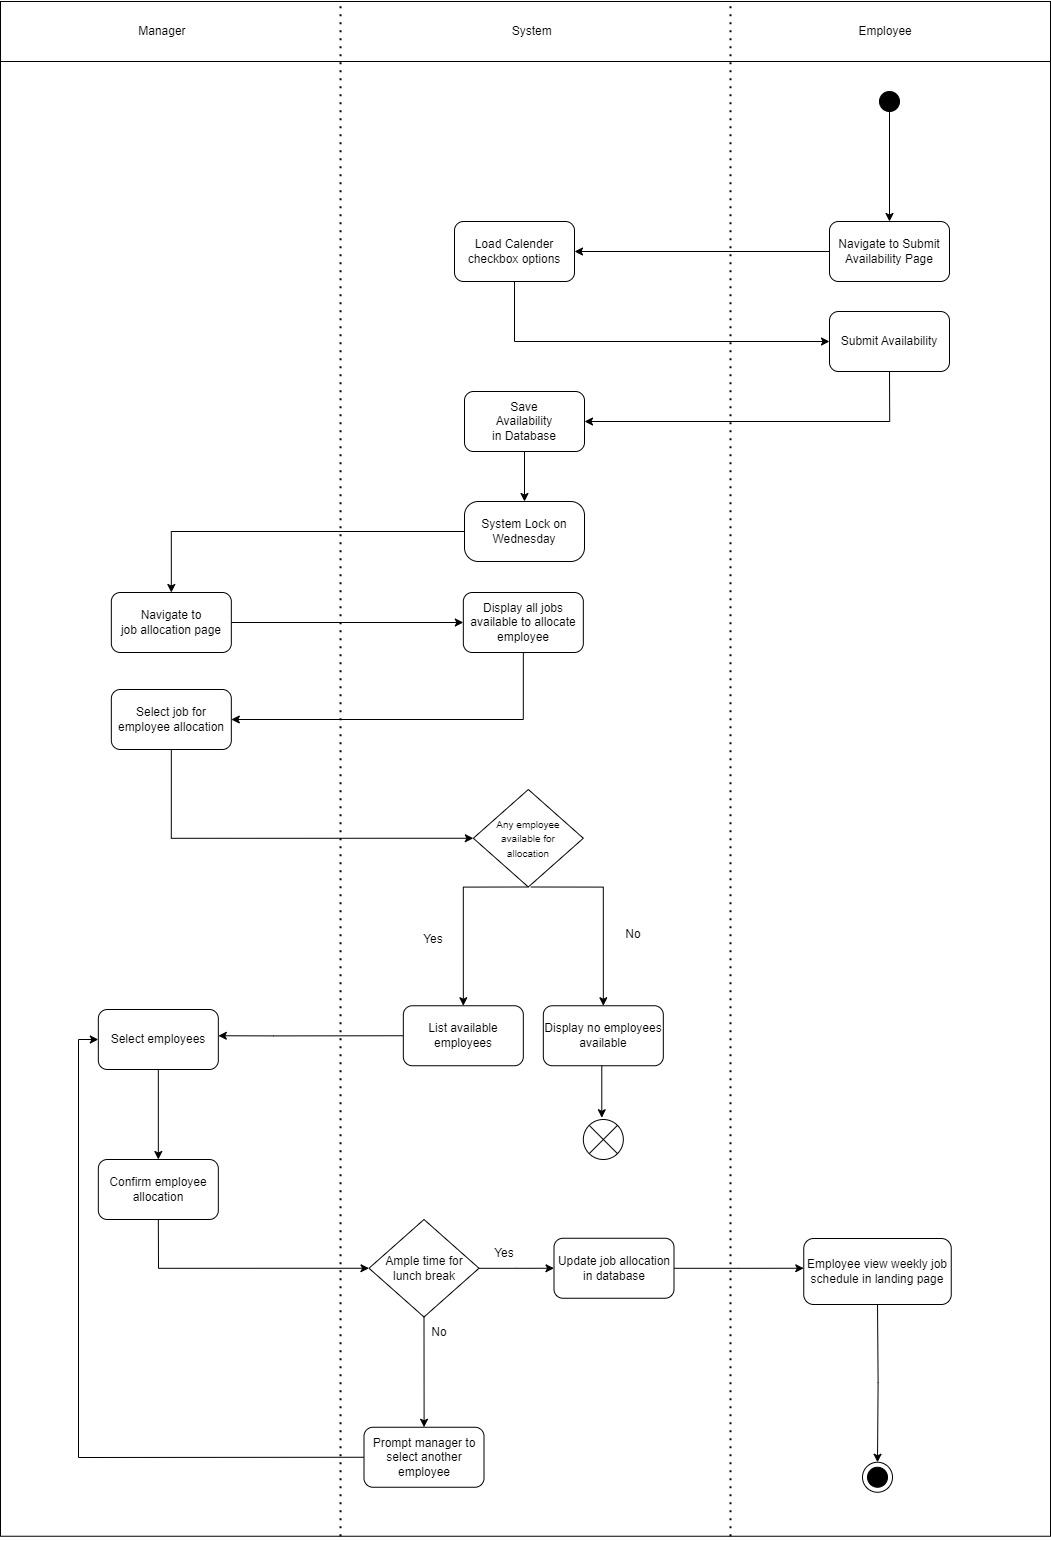 Manager
System
Employee
Load Calender
checkbox options
Navigate to Submit
Availability Page
Submit Availability
Save
Availability
in Database
System Lock on
Wednesday
Navigate to
job allocation page
Display all jobs
available to allocate
employee
Select job for
employee allocation
Any employee
available for
allocation
Yes
No
Select employees
List available
employees
Display no employees
available
Confirm employee
allocation
Ample time for
lunch break
Yes
No
Update job allocation
in database
Employee view weekly job
schedule in landing page
Prompt manager to
select another
employee